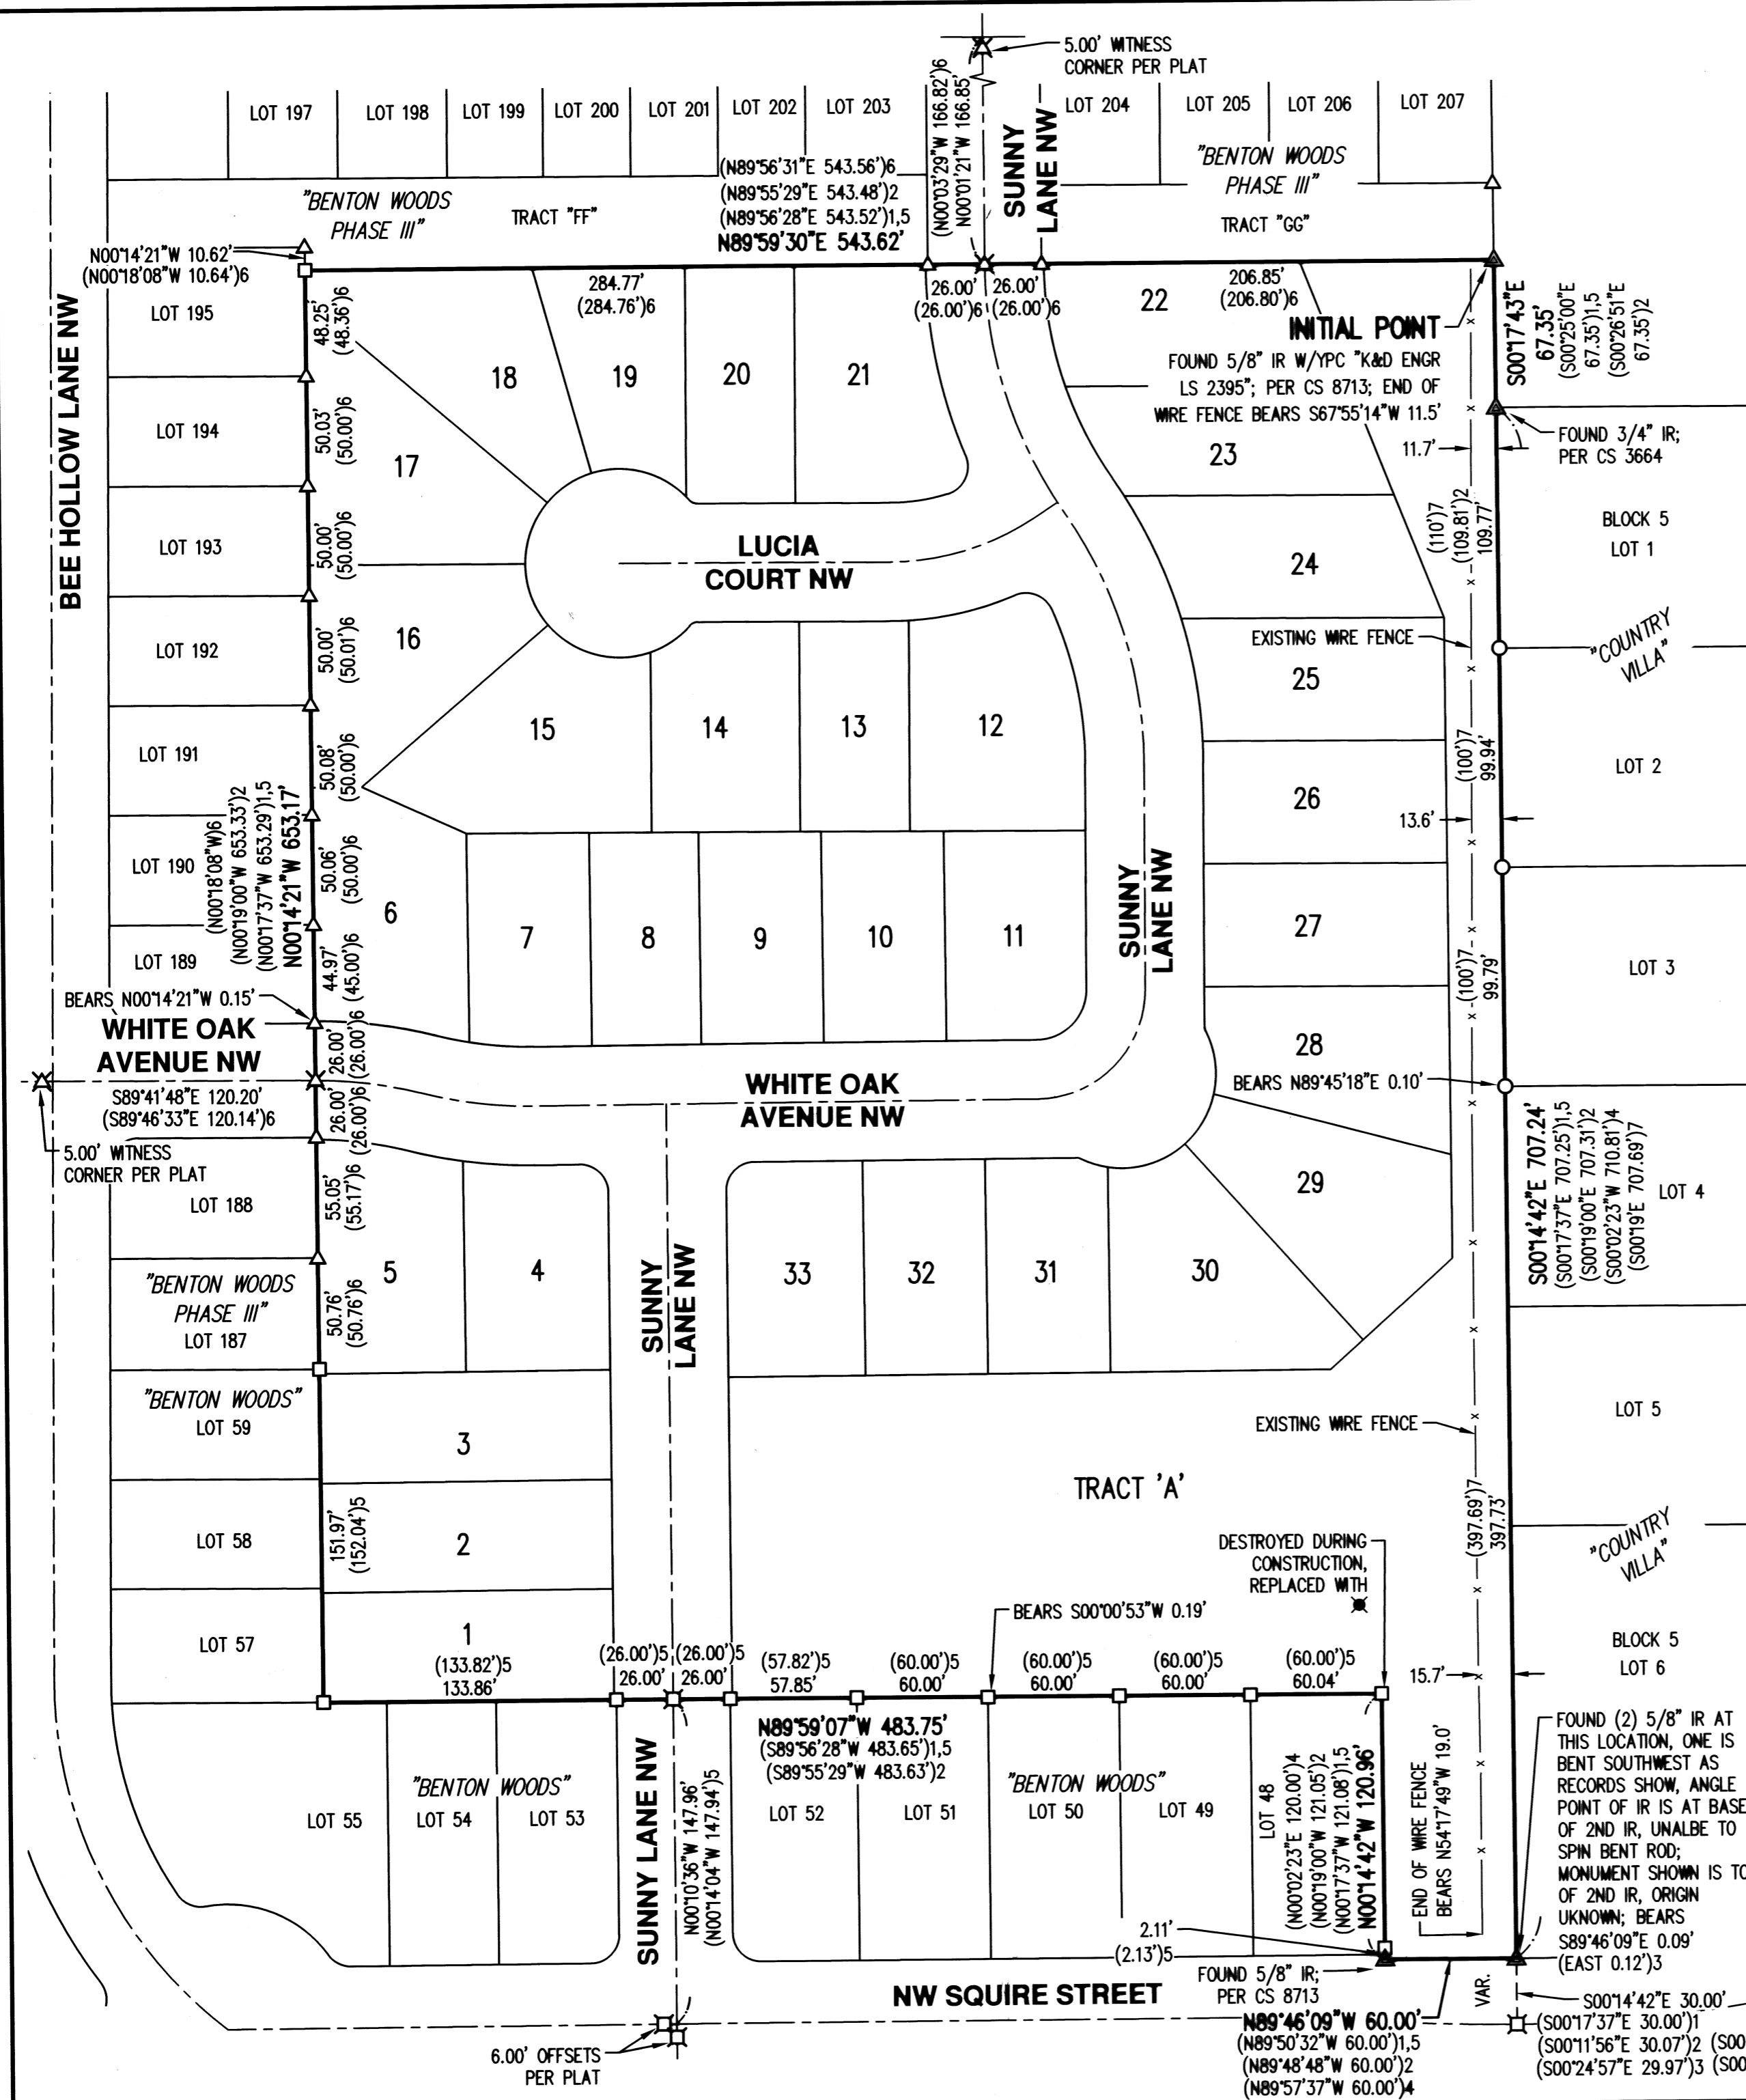 5.00' WITNESS
CORNER PER PLAT
LOT 197
LOT 198
LOT 199
LOT 200
LOT 201
LOT 202
LOT 203
(N00°03'29"W 166.82')6
N00°01'21"W 166.85'
SUNNY
LANE NW
LOT 204
LOT 205
LOT 206
LOT 207
"BENTON WOODS
PHASE III"
TRACT "FF"
(N89°56'31"E 543.56')6
(N89°55'29"E 543.48')2
(N89°56'28"E 543.52')1,5
N89°59'30"E 543.62'
"BENTON WOODS
PHASE III"
TRACT "GG"
N00°14'21"W 10.62'
(N00°18'08"W 10.64')6
284.77'
(284.76')6
26.00'
(26.00')6
26.00'
(26.00')6
206.85'
(206.80')6
22
INITIAL POINT
FOUND 5/8" IR W/YPC "K&D ENGR
LS 2395"; PER CS 8713; END OF
WIRE FENCE BEARS S67°55'14"W 11.5'
S00°17'43"E
67.35'
(S00°25'00"E
67.35')1,5
(S00°26'51"E
67.35')2
FOUND 3/4" IR;
PER CS 3664
11.7'
BEE HOLLOW LANE NW
LOT 195
48.25'
(48.36')6
LOT 194
50.03'
(50.00')6
LOT 193
50.00'
(50.00')6
LOT 192
50.00'
(50.01')6
LOT 191
50.08'
(50.00')6
LOT 190
50.06'
(50.00')6
LOT 189
44.97'
(45.00')6
(N00°18'08"W)6
(N00°19'00"W 653.33')2
(N00°17'37"W 653.29')1,5
N00°14'21"W 653.17'
17
18
19
20
21
23
24
25
26
27
28
16
15
14
13
12
6
7
8
9
10
11
LUCIA
COURT NW
SUNNY
LANE NW
EXISTING WIRE FENCE
(110')7
(109.81')2
109.77'
BLOCK 5
LOT 1
"COUNTRY
VILLA"
(100')7
99.94'
LOT 2
13.6'
(100')7
99.79'
LOT 3
BEARS N89°45'18"E 0.10'
BEARS N00°14'21"W 0.15'
WHITE OAK
AVENUE NW
S89°41'48"E 120.20'
(S89°46'33"E 120.14')6
5.00' WITNESS
CORNER PER PLAT
26.00'
(26.00')6
26.00'
(26.00')6
WHITE OAK
AVENUE NW
S00°14'42"E 707.24'
(S00°17'37"E 707.25')1,5
(S00°19'00"E 707.31')2
(S00°02'23"W 710.81')4
(S00°19'E 707.69')7
LOT 4
LOT 188
55.05'
(55.17')6
"BENTON WOODS
PHASE III"
LOT 187
50.76'
(50.76')6
5
4
SUNNY
LANE NW
33
32
31
30
29
"BENTON WOODS"
LOT 59
3
EXISTING WIRE FENCE
LOT 5
TRACT 'A'
LOT 58
151.97'
(152.04')5
2
(397.69')7
397.73'
"COUNTRY
VILLA"
DESTROYED DURING
CONSTRUCTION,
REPLACED WITH
BEARS S00°00'53"W 0.19'
LOT 57
1
(133.82')5
133.86'
(26.00')5
26.00'
(26.00')5
26.00'
(57.82')5
57.85'
(60.00')5
60.00'
(60.00')5
60.00'
(60.00')5
60.00'
(60.00')5
60.04'
15.7'
BLOCK 5
LOT 6
N89°59'07"W 483.75'
(S89°56'28"W 483.65')1,5
(S89°55'29"W 483.63')2
LOT 55
"BENTON WOODS"
LOT 54
LOT 53
SUNNY LANE NW
N00°10'36"W 147.96'
(N00°14'04"W 147.94')5
LOT 52
LOT 51
"BENTON WOODS"
LOT 50
LOT 49
LOT 48
(N00°02'23"E 120.00')4
(N00°19'00"W 121.05')2
(N00°17'37"W 121.08')1,5
N00°14'42"W 120.96'
END OF WIRE FENCE
BEARS N54°17'49"W 19.0'
FOUND (2) 5/8" IR AT
THIS LOCATION, ONE IS
BENT SOUTHWEST AS
RECORDS SHOW, ANGLE
POINT OF IR IS AT BASE
OF 2ND IR, UNALBE TO
SPIN BENT ROD;
MONUMENT SHOWN IS TO
OF 2ND IR, ORIGIN
UKNOWN; BEARS
S89°46'09"E 0.09'
(EAST 0.12')3
2.11'
(2.13')5
FOUND 5/8" IR;
PER CS 8713
NW SQUIRE STREET
N89°46'09"W 60.00'
(N89°50'32"W 60.00')1,5
(N89°48'48"W 60.00')2
(N89°57'37"W 60.00')4
VAR.
S00°14'42"E 30.00'
(S00°17'37"E 30.00')1
(S00°11'56"E 30.07')2 (S00
(S00°24'57"E 29.97')3 (S00
6.00' OFFSETS
PER PLAT